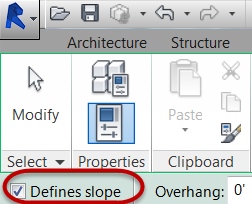 Architecture Structure
Modify Paste
Select Properties Clipboard
Defines slope Overhang: 0'